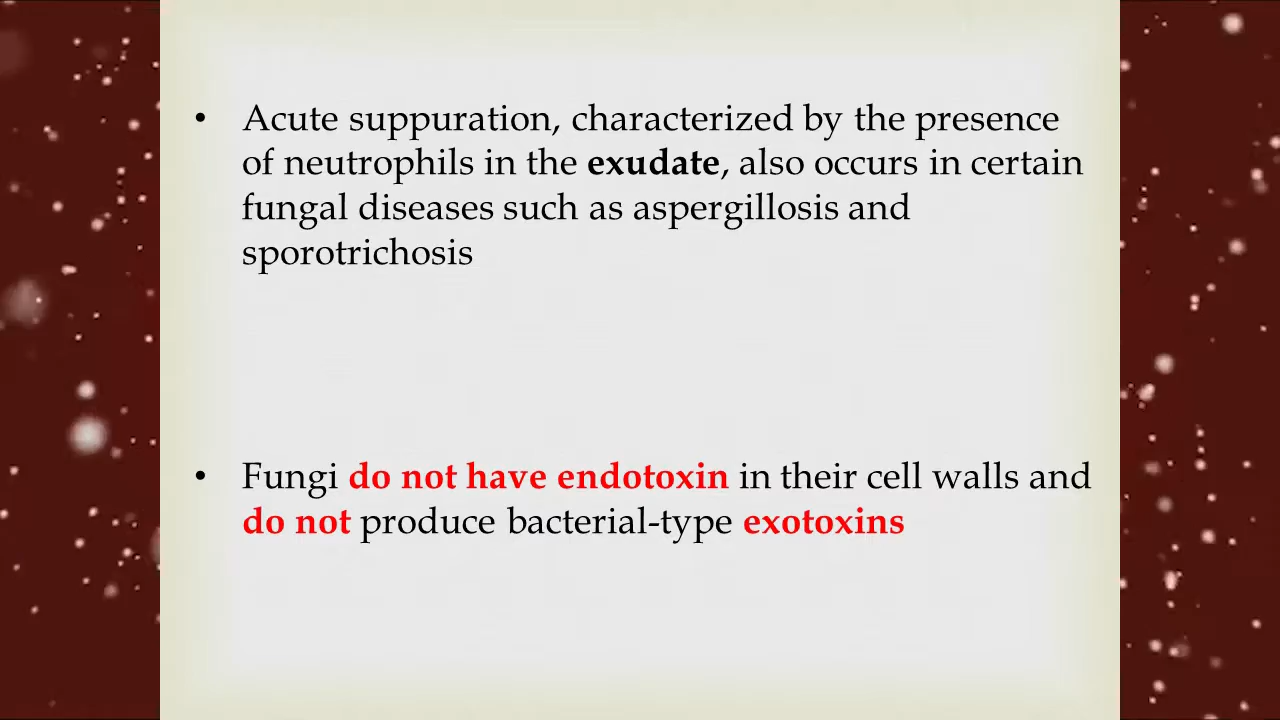 • Acute suppuration, characterized by the presence
of neutrophils in the exudate, also occurs in certain
fungal diseases such as aspergillosis and
sporotrichosis
• Fungi do not have endotoxin in their cell walls and
do not produce bacterial-type exotoxins